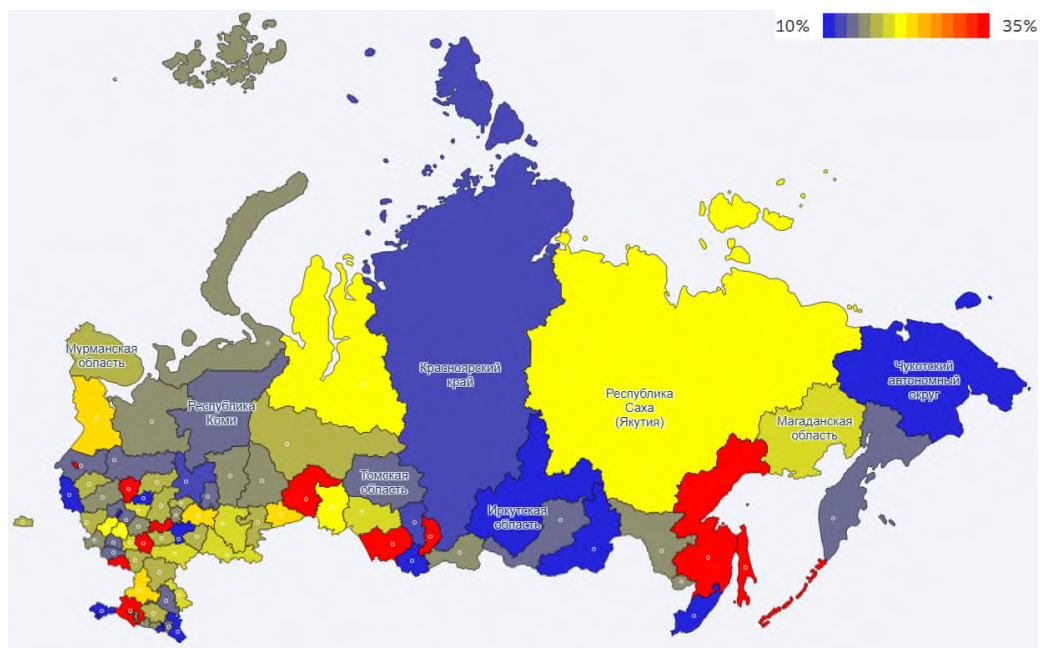 10%
35%
Мурманская
область
Республика
Коми
Красноярский
край
Республика
Саха
(Якутия)
Чукотский
автономный
округ
Магаданская
область
Томская
область
Иркутская
область